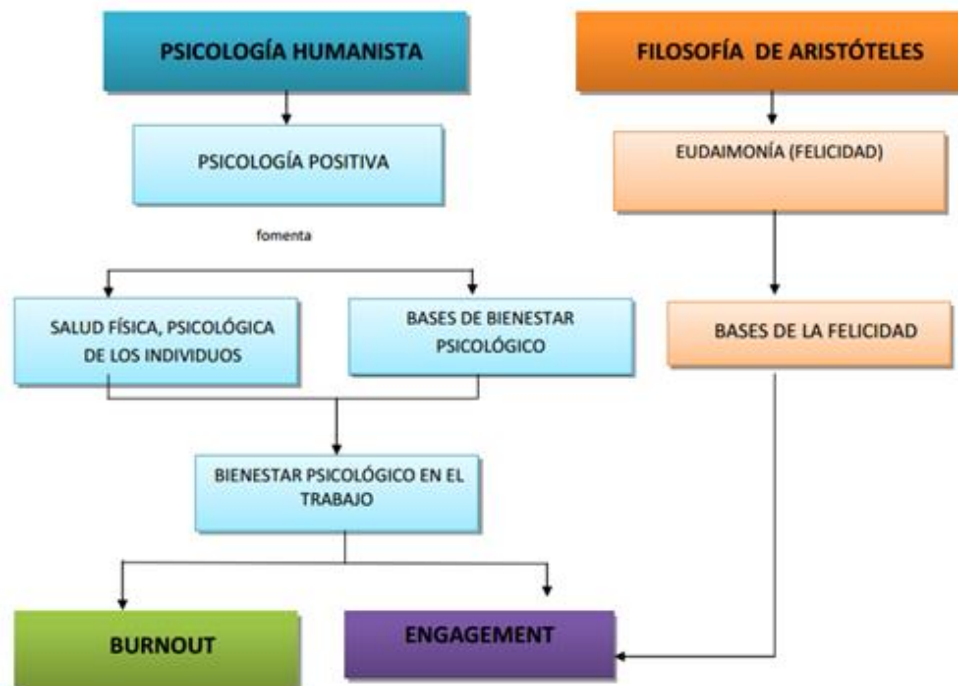 PSICOLOGÍA HUMANISTA
FILOSOFÍA DE ARISTÓTELES
PSICOLOGÍA POSITIVA
EUDAIMONÍA (FELICIDAD)
fomenta
SALUD FÍSICA, PSICOLÓGICA
DE LOS INDIVIDUOS
BASES DE BIENESTAR
PSICOLÓGICO
BASES DE LA FELICIDAD
BIENESTAR PSICOLÓGICO EN EL
TRABAJO
BURNOUT
ENGAGEMENT